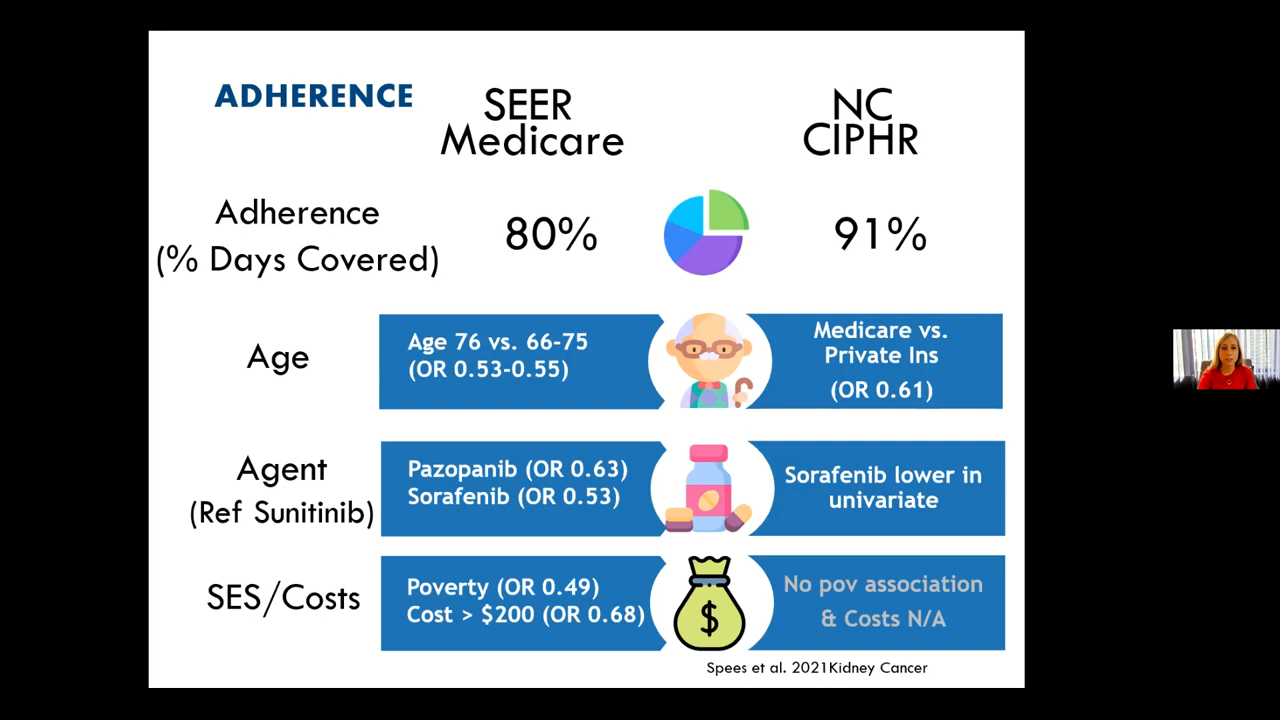 ADHERENCE
SEER
Medicare
NC
CIPHR
Adherence
(% Days Covered)
80%
91%
Age
Age 76 vs. 66-75
(OR 0.53-0.55)
Medicare vs.
Private Ins
(OR 0.61)
Agent
(Ref Sunitinib)
Pazopanib (OR 0.63)
Sorafenib (OR 0.53)
Sorafenib lower in
univariate
SES/Costs
Poverty (OR 0.49)
Cost > $200 (OR 0.68)
$
No pov association
& Costs N/A
Spees et al. 2021Kidney Cancer